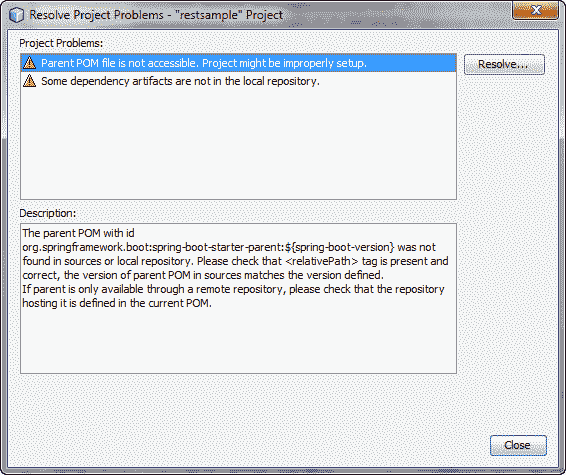 Resolve Project Problems - "restsample" Project
Project Problems:
Parent POM file is not accessible. Project might be improperly setup.
Resolve...
Some dependency artifacts are not in the local repository.
Description:
The parent POM with id
org.springframework.boot:spring-boot-starter-parent:${spring-boot-version} was not
found in sources or local repository. Please check that <relativePath> tag is present and
correct, the version of parent POM in sources matches the version defined.
If parent is only available through a remote repository, please check that the repository
hosting it is defined in the current POM.
Close